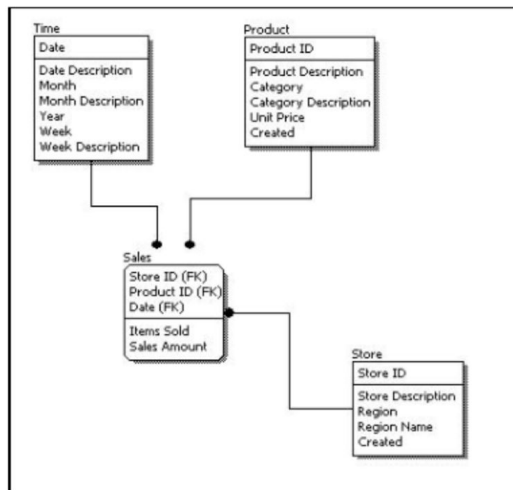 Time
Date
Date Description
Month
Month Description
Year
Week
Week Description
Product
Product ID
Product Description
Category
Category Description
Unit Price
Created
Sales
Store ID (FK)
Product ID (FK)
Date (FK)
Items Sold
Sales Amount
Store
Store ID
Store Description
Region
Region Name
Created